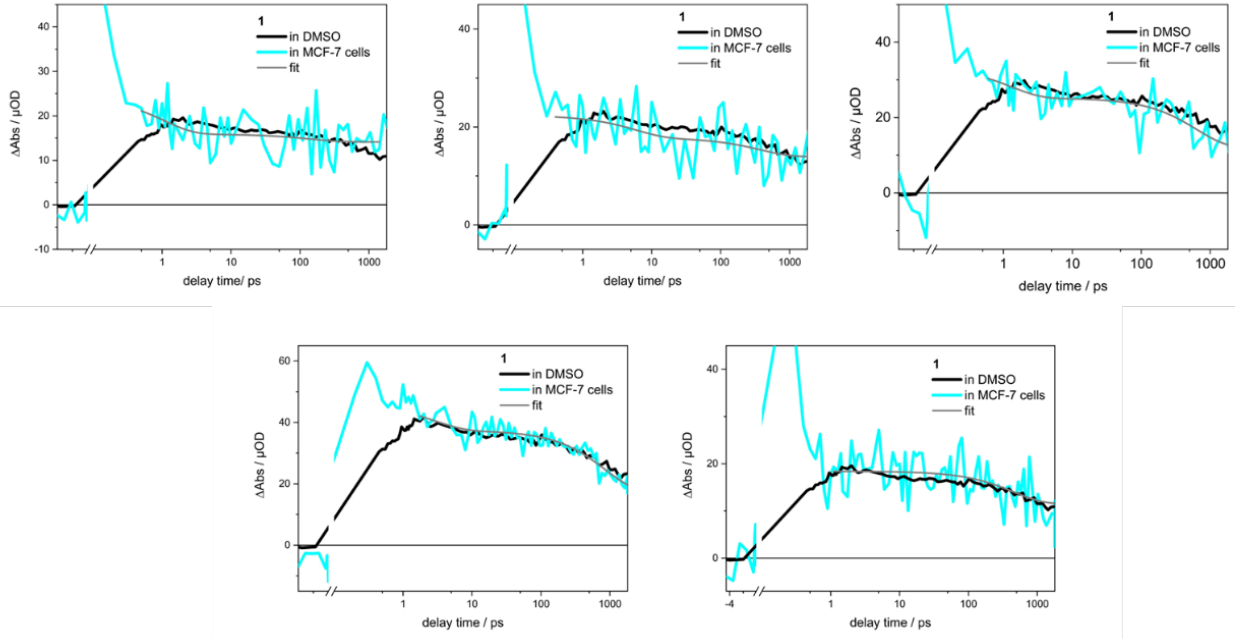 1
in DMSO
in MCF-7 cells
fit
40
30
20
10
0
-10
ΔAbs / μOD
1
10
100
1000
delay time/ ps
1
in DMSO
in MCF-7 cells
fit
40
20
0
ΔAbs / μOD
1
10
100
1000
delay time/ ps
1
in DMSO
in MCF-7 cells
fit
50
40
20
0
ΔAbs / μOD
1
10
100
1000
delay time / ps
1
in DMSO
in MCF-7 cells
fit
60
40
20
0
ΔAbs / μOD
1
10
100
1000
delay time / ps
1
in DMSO
in MCF-7 cells
fit
40
20
0
ΔAbs / μOD
-4
1
10
100
1000
delay time / ps